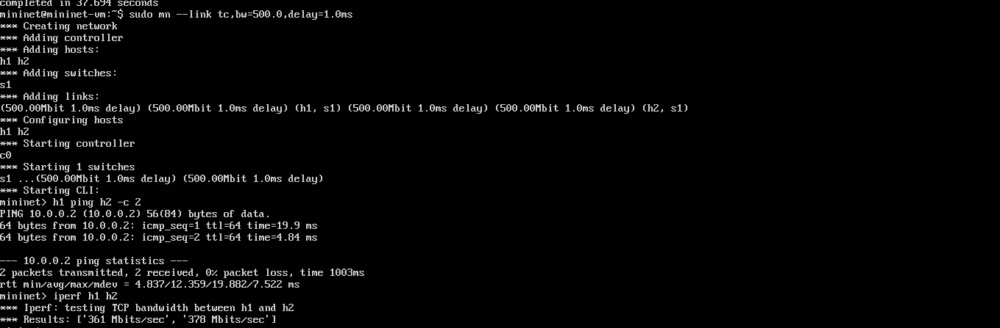 completed in 37.694 seconds
mininet@mininet-vm:~$ sudo mn --link tc,bw=500.0,delay=1.0ms
*** Creating network
*** Adding controller
*** Adding hosts:
h1 h2
*** Adding switches:
s1
*** Adding links:
(500.00Mbit 1.0ms delay) (500.00Mbit 1.0ms delay) (h1, s1) (500.00Mbit 1.0ms delay) (500.00Mbit 1.0ms delay) (h2, s1)
*** Configuring hosts
h1 h2
*** Starting controller
c0
*** Starting 1 switches
s1 ...(500.00Mbit 1.0ms delay) (500.00Mbit 1.0ms delay)
*** Starting CLI:
mininet> h1 ping h2 -c 2
PING 10.0.0.2 (10.0.0.2) 56(84) bytes of data.
64 bytes from 10.0.0.2: icmp_seq=1 ttl=64 time=19.9 ms
64 bytes from 10.0.0.2: icmp_seq=2 ttl=64 time=4.84 ms
--- 10.0.0.2 ping statistics ---
2 packets transmitted, 2 received, 0% packet loss, time 1003ms
rtt min/avg/max/mdev = 4.837/12.359/19.882/7.522 ms
mininet> iperf h1 h2
*** Iperf: testing TCP bandwidth between h1 and h2
*** Results: ['361 Mbits/sec', '378 Mbits/sec']